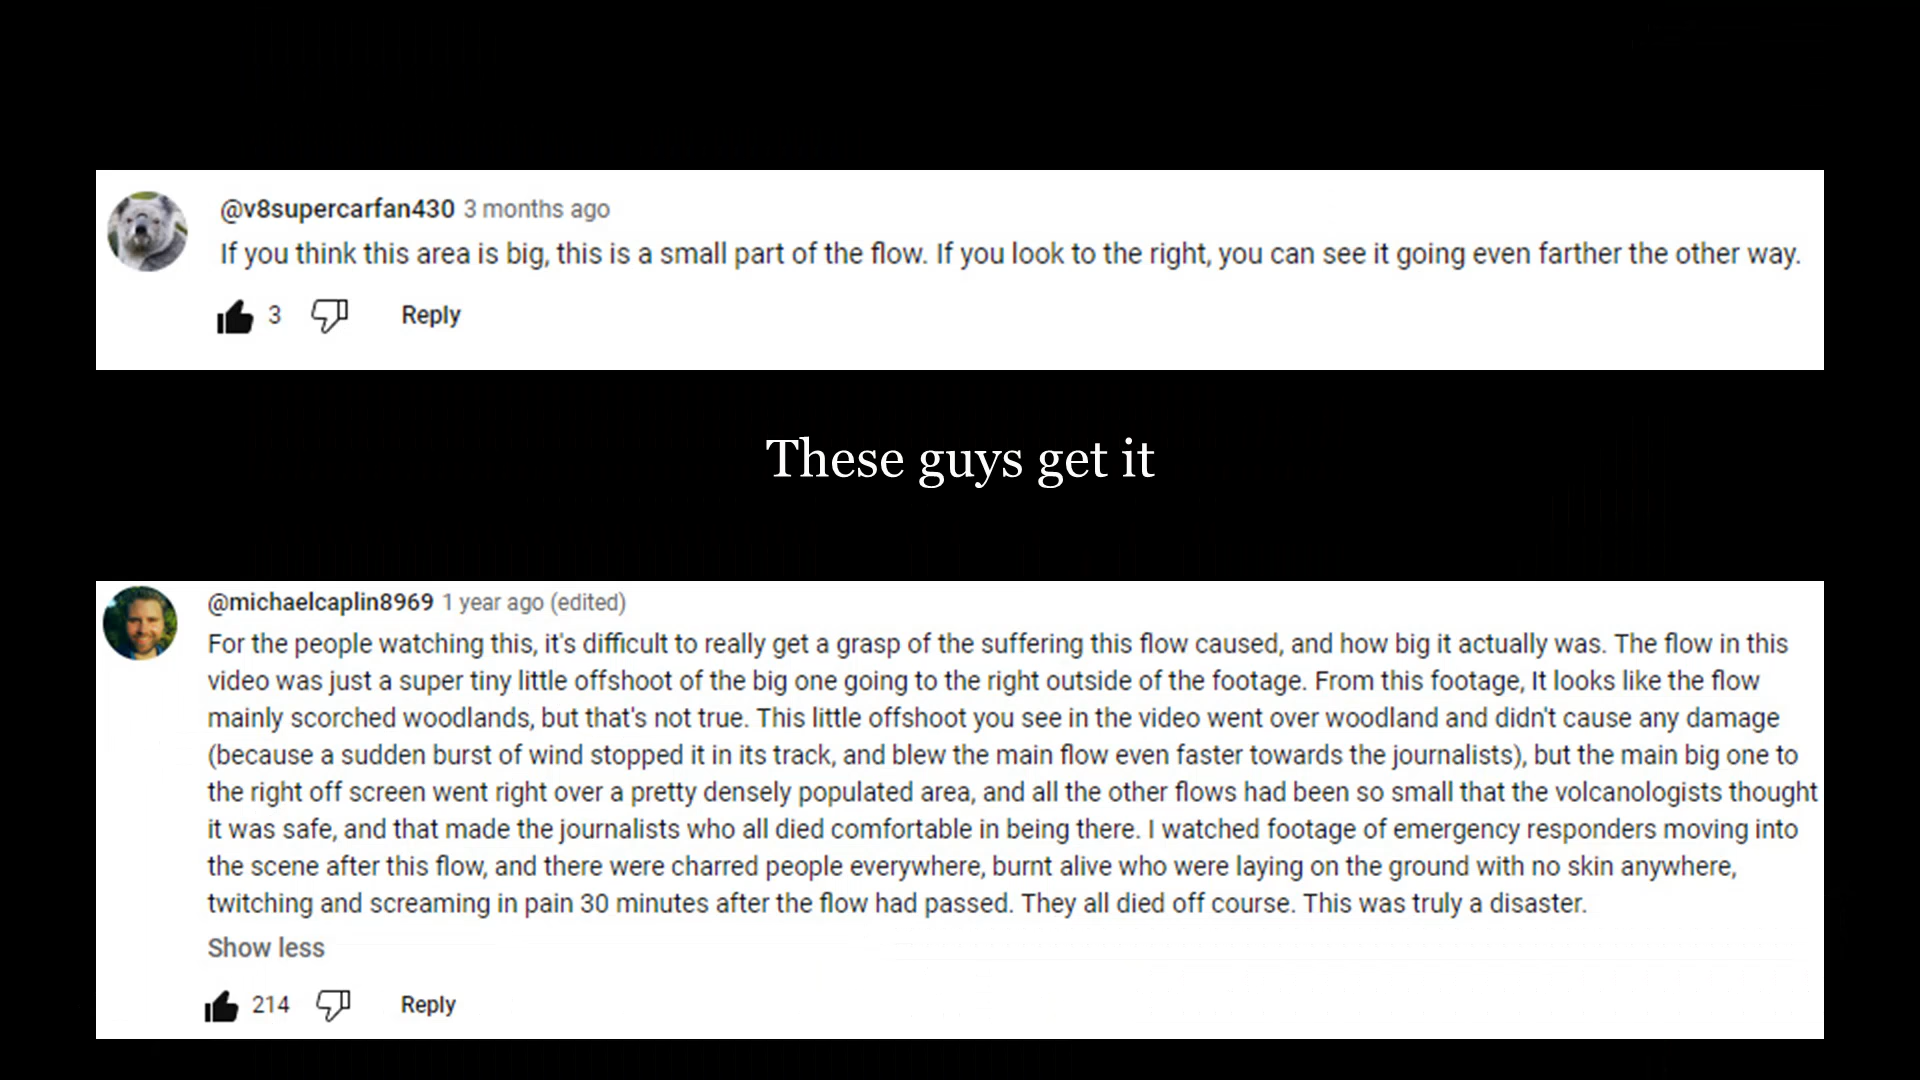 @v8supercarfan430 3 months ago
If you think this area is big, this is a small part of the flow. If you look to the right, you can see it going even farther the other way.
3 Reply
These guys get it
@michaelcaplin8969 1 year ago (edited)
For the people watching this, it's difficult to really get a grasp of the suffering this flow caused, and how big it actually was. The flow in this
video was just a super tiny little offshoot of the big one going to the right outside of the footage. From this footage, It looks like the flow
mainly scorched woodlands, but that's not true. This little offshoot you see in the video went over woodland and didn't cause any damage
(because a sudden burst of wind stopped it in its track, and blew the main flow even faster towards the journalists), but the main big one to
the right off screen went right over a pretty densely populated area, and all the other flows had been so small that the volcanologists thought
it was safe, and that made the journalists who all died comfortable in being there. I watched footage of emergency responders moving into
the scene after this flow, and there were charred people everywhere, burnt alive who were laying on the ground with no skin anywhere,
twitching and screaming in pain 30 minutes after the flow had passed. They all died off course. This was truly a disaster.
Show less
214 Reply